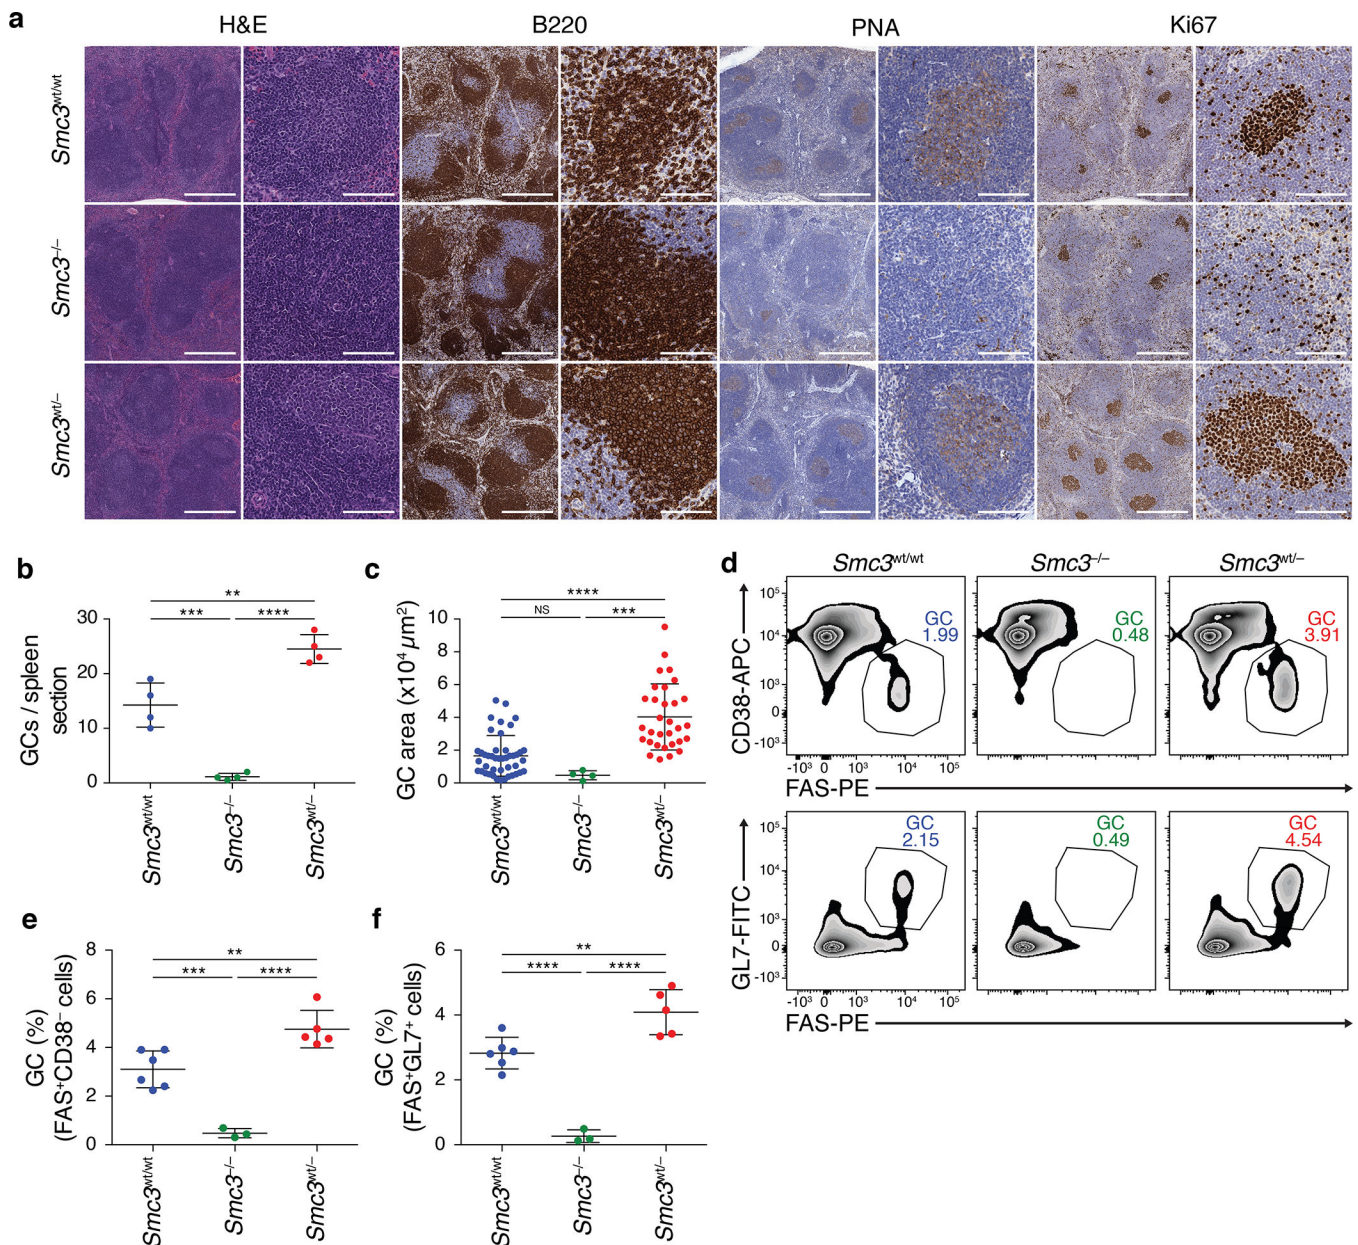 a
H&E B220 PNA Ki67
Smc3wt/wt
Smc3–/–
Smc3wt/–
b
GCs / spleen section
30
20
10
0
** 
*** ****
Smc3wt/wt Smc3–/– Smc3wt/–
c
GC area (x10⁴ µm²)
10
8
6
4
2
0
****
NS ***
Smc3wt/wt Smc3–/– Smc3wt/–
d
Smc3wt/wt Smc3–/– Smc3wt/–
CD38-APC
10⁵
10⁴
10³
0
-10³
GC 1.99
GC 0.48
GC 3.91
-10³ 0 10³ 10⁴ 10⁵
FAS-PE
GL7-FITC
10⁵
10⁴
10³
0
-10³
GC 2.15
GC 0.49
GC 4.54
-10³ 0 10³ 10⁴ 10⁵
FAS-PE
e
GC (%)
(FAS⁺CD38⁻ cells)
8
6
4
2
0
**
*** ****
Smc3wt/wt Smc3–/– Smc3wt/–
f
GC (%)
(FAS⁺GL7⁺ cells)
6
4
2
0
**
**** ****
Smc3wt/wt Smc3–/– Smc3wt/–